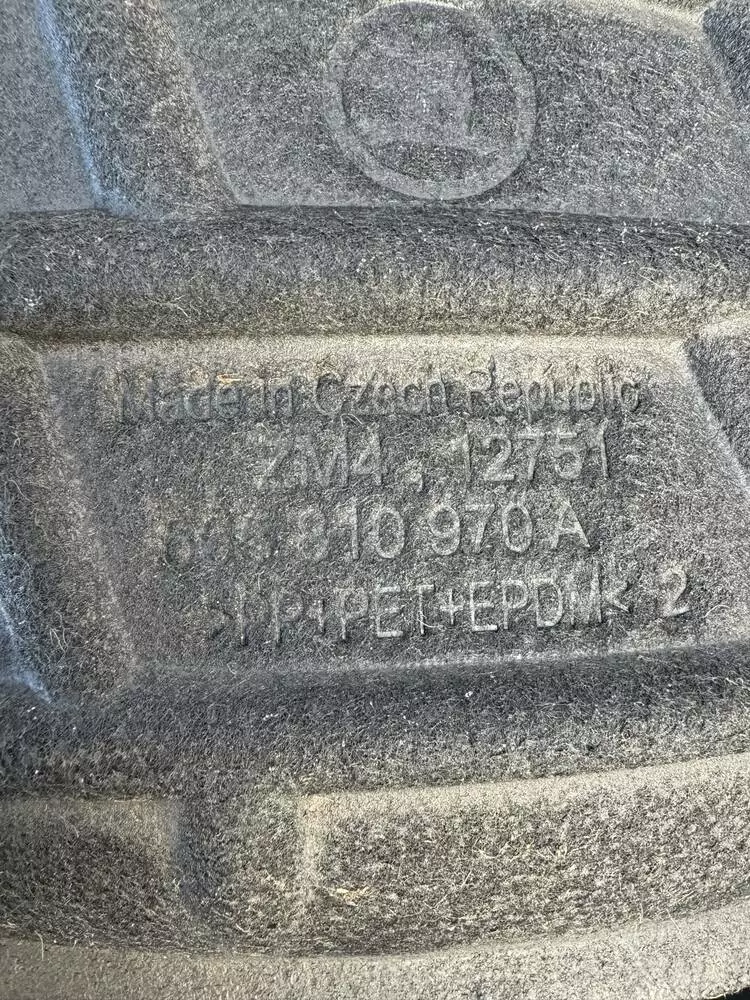 Made in Czech Republic
ZM4 . 12751
810 970 A
>PP+PET+EPDM< 2